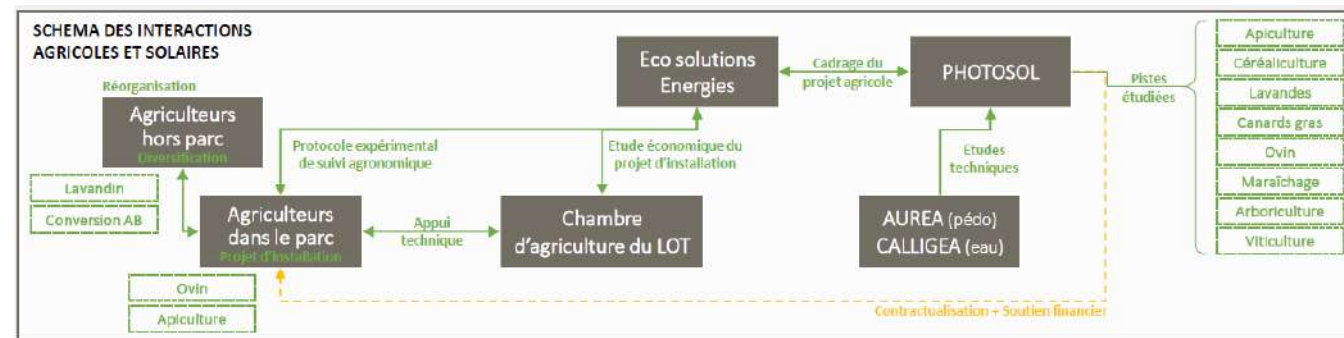 SCHEMA DES INTERACTIONS
AGRICOLES ET SOLAIRES
Réorganisation
Agriculteurs
hors parc
Diversification
Lavandin
Conversion AB
Protocole expérimental
de suivi agronomique
Eco solutions
Energies
Cadrage du
projet agricole
PHOTOSOL
Pistes
étudiées
Apiculture
Céréaliculture
Lavandes
Canards gras
Ovin
Maraîchage
Arboriculture
Viticulture
Etude économique du
projet d'installation
Etudes
techniques
Agriculteurs
dans le parc
Projet d'installation
Appui
technique
Chambre
d'agriculture du LOT
AUREA (pédo)
CALLIGEA (eau)
Ovin
Apiculture
Contractualisation + Soutien financier